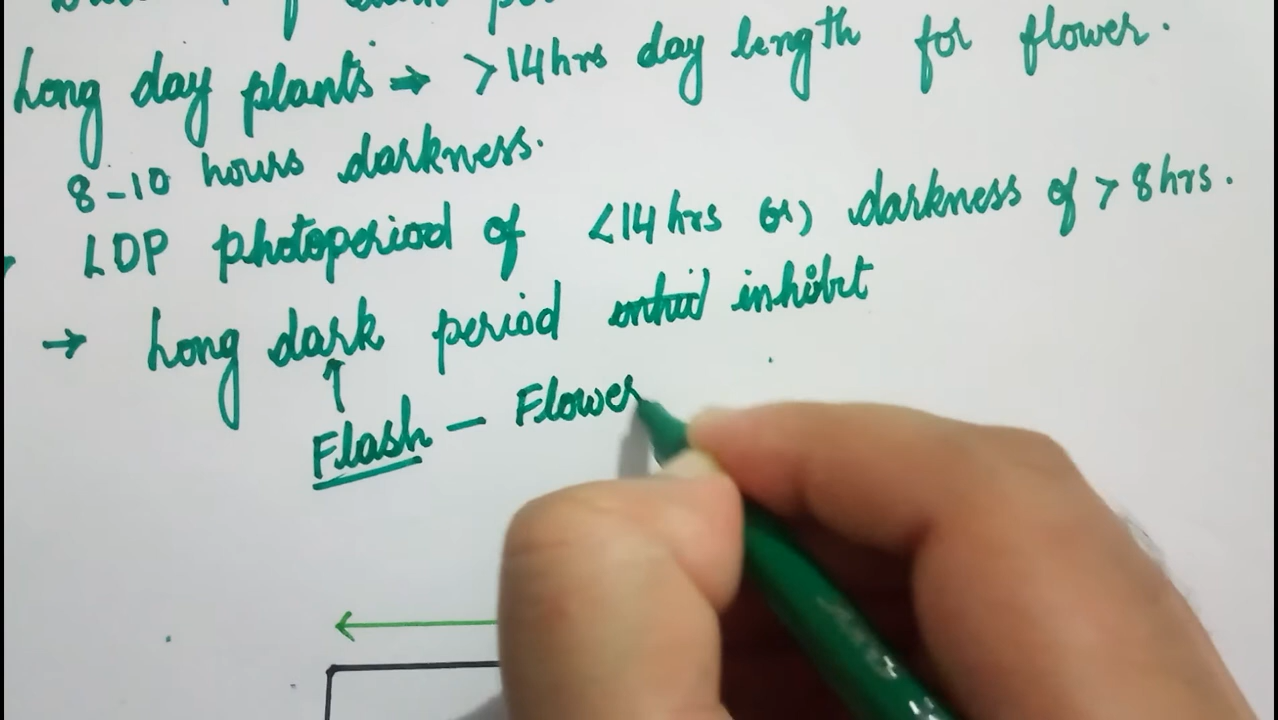 Long day plants → >14hrs day length for flower.
8-10 hours darkness.
LDP photoperiod of <14hrs or) darkness of >8hrs.
→ Long dark period inhibit
↑
Flash - Flower